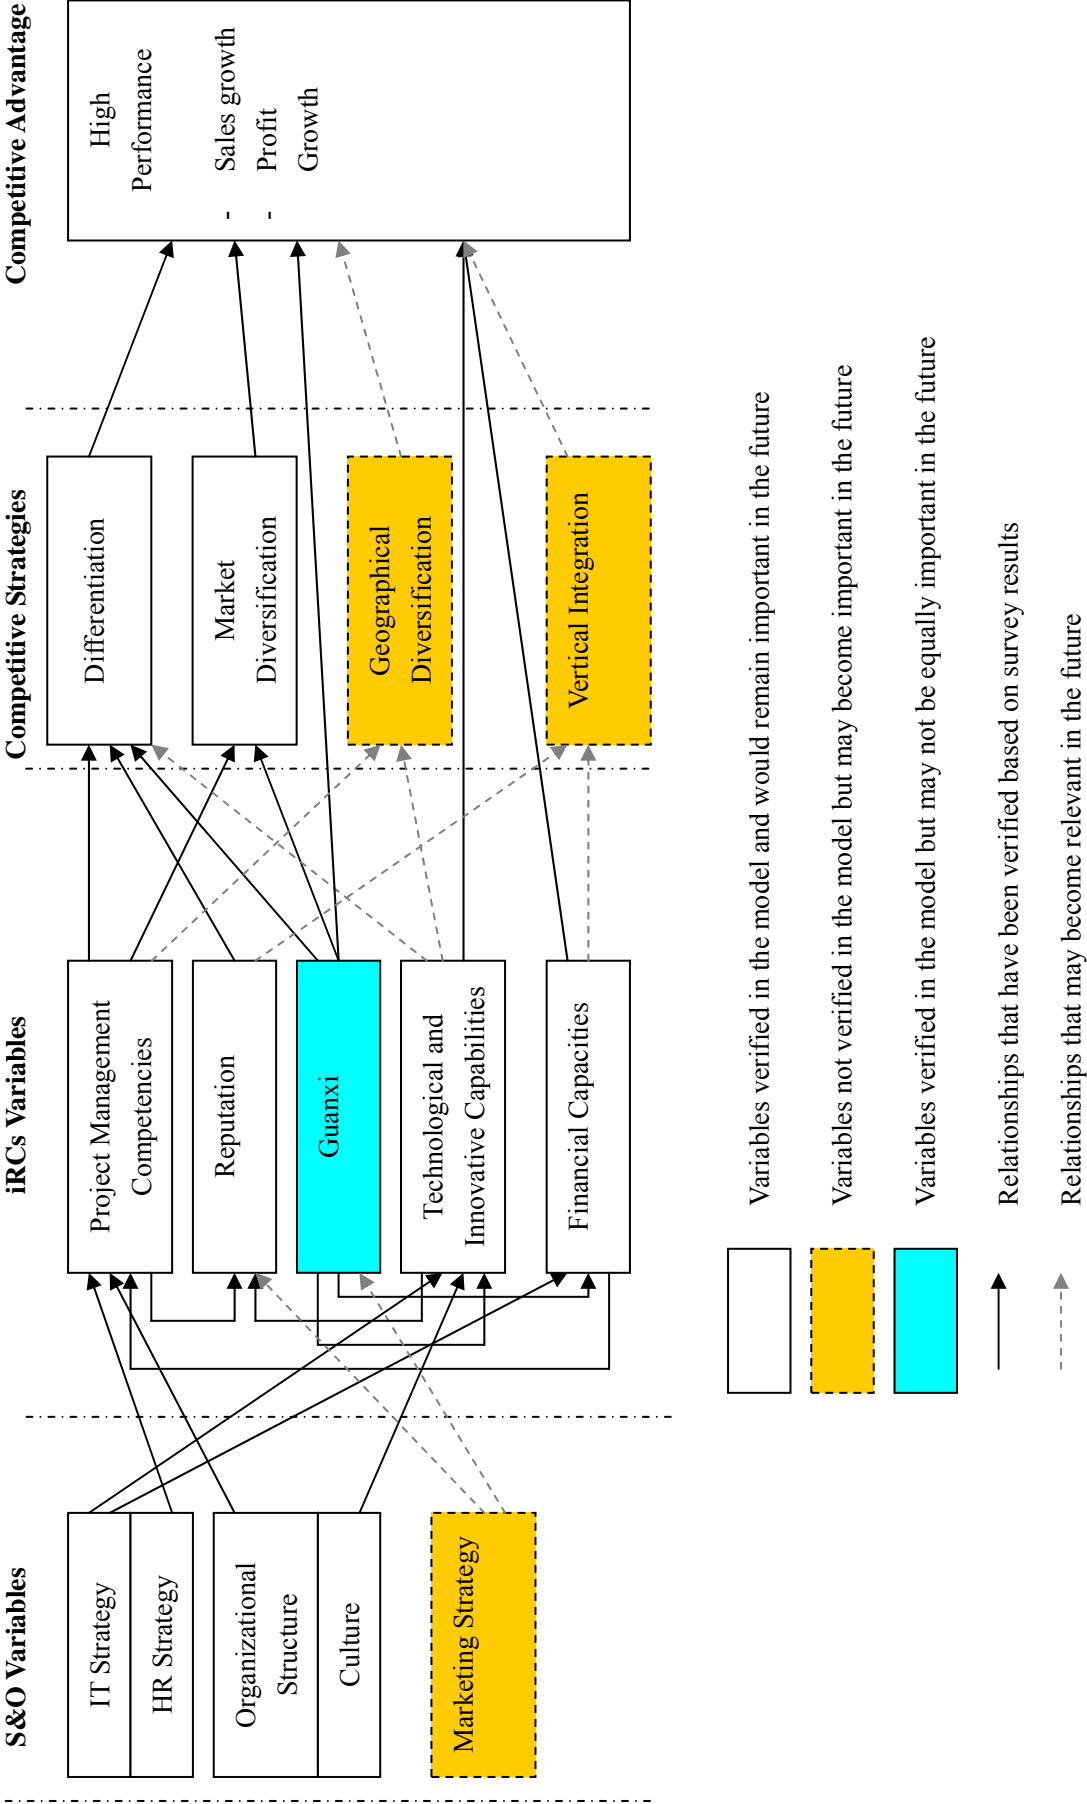 S&O Variables
iRCs Variables
Competitive Strategies
Competitive Advantage
IT Strategy
HR Strategy
Organizational
Structure
Culture
Marketing Strategy
Project Management
Competencies
Reputation
Guanxi
Technological and
Innovative Capabilities
Financial Capacities
Differentiation
Market
Diversification
Geographical
Diversification
Vertical Integration
High
Performance
- Sales growth
- Profit
Growth
Variables verified in the model and would remain important in the future
Variables not verified in the model but may become important in the future
Variables verified in the model but may not be equally important in the future
Relationships that have been verified based on survey results
Relationships that may become relevant in the future